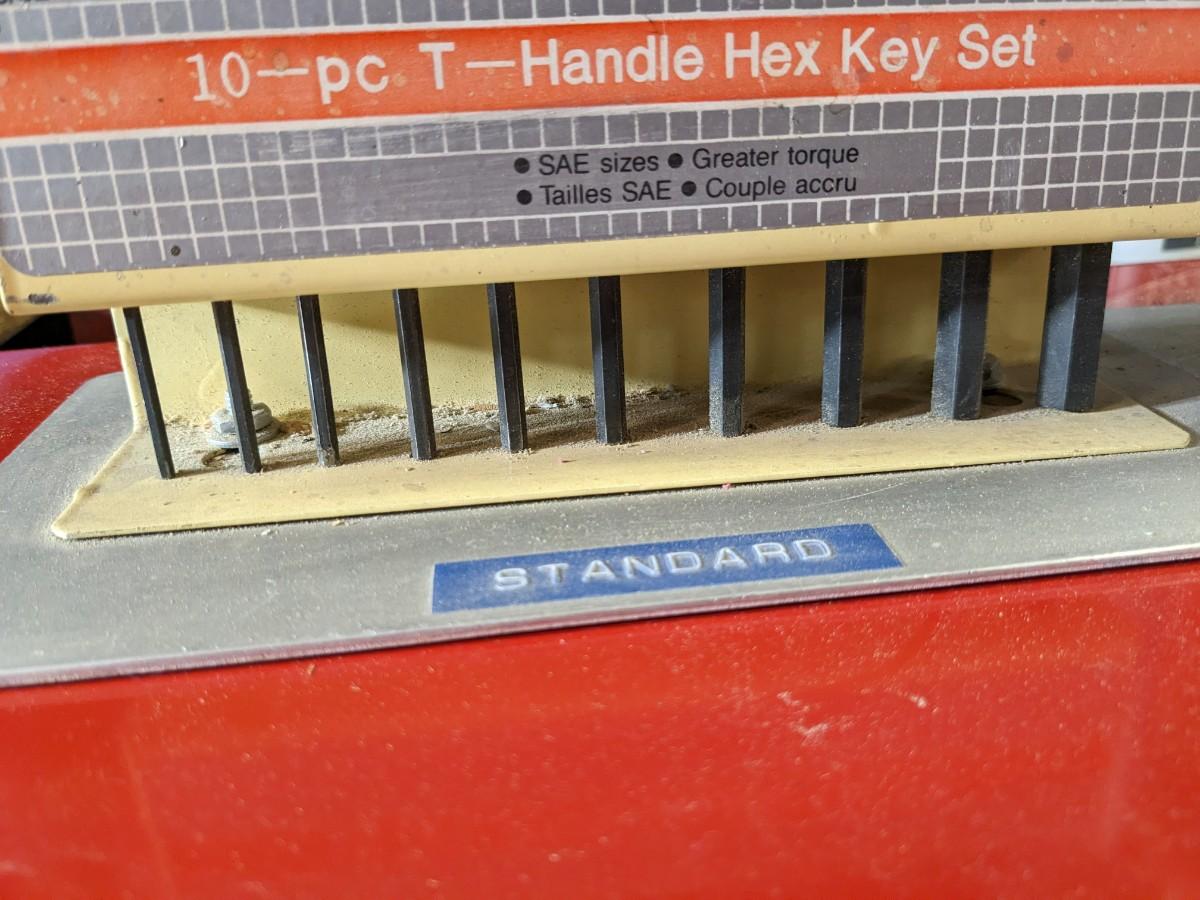 10—pc T—Handle Hex Key Set
● SAE sizes ● Greater torque
● Tailles SAE ● Couple accru
STANDARD